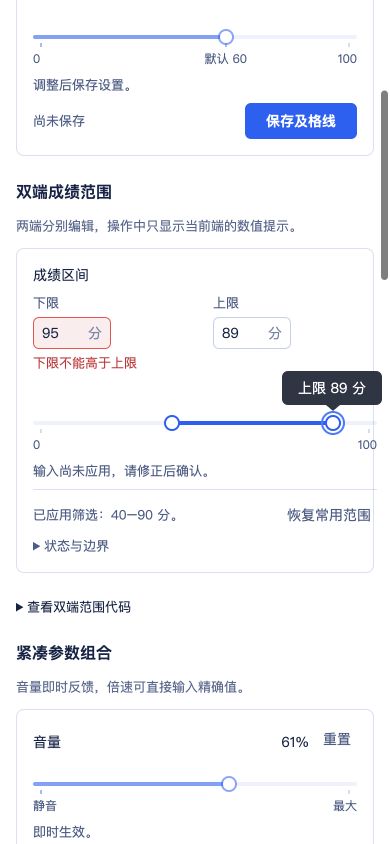 0 默认 60 100
调整后保存设置。
尚未保存 保存及格线
双端成绩范围
两端分别编辑，操作中只显示当前端的数值提示。
成绩区间
下限 上限
95 分 89 分
下限不能高于上限
上限 89 分
0 100
输入尚未应用，请修正后确认。
已应用筛选：40–90 分。 恢复常用范围
▶ 状态与边界
▶ 查看双端范围代码
紧凑参数组合
音量即时反馈，倍速可直接输入精确值。
音量 61% 重置
静音 最大
即时生效。